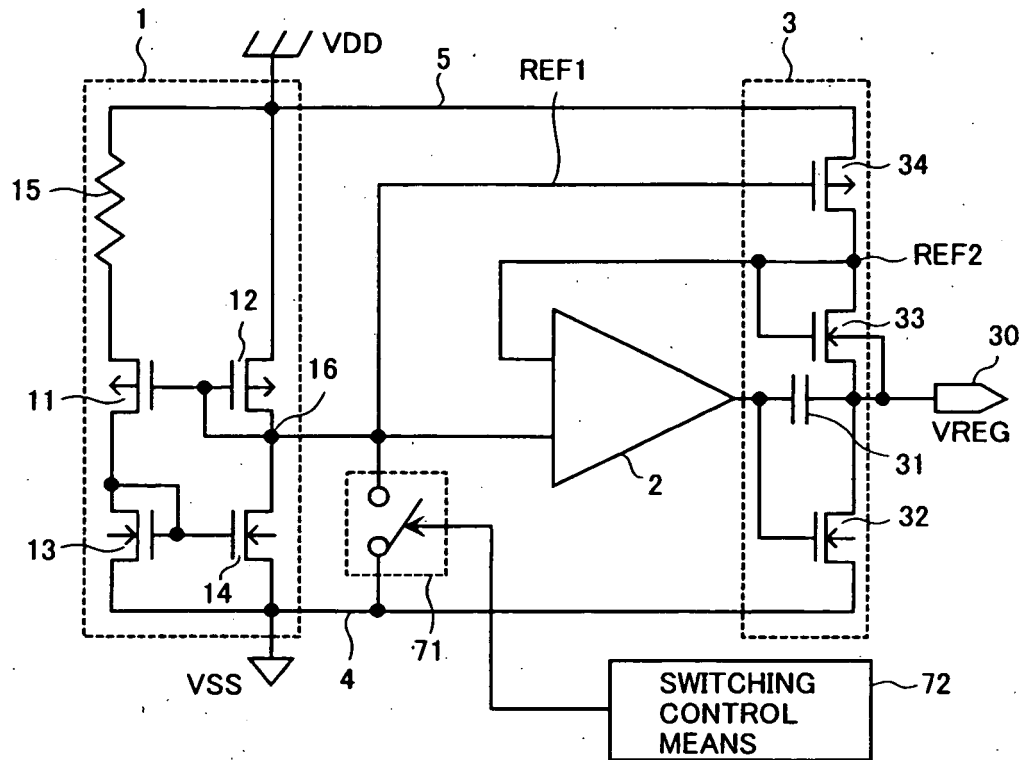 1
VDD
5
REF1
3
15
34
REF2
12
33
30
16
11
VREG
31
2
32
13
14
71
4
VSS
72
SWITCHING
CONTROL
MEANS